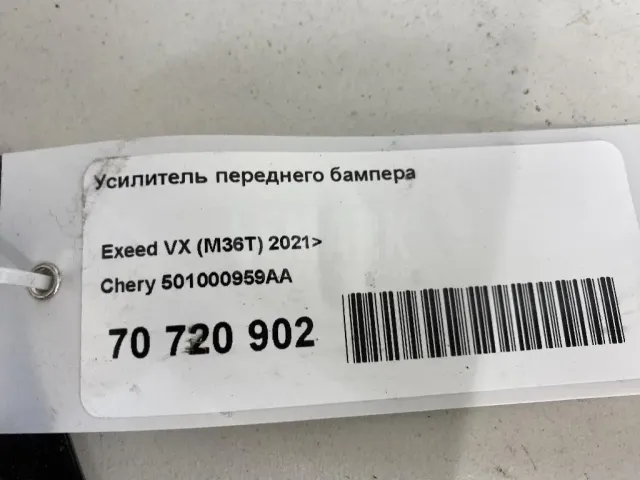 Усилитель переднего бампера
Exeed VX (M36T) 2021>
Chery 501000959AA
70 720 902